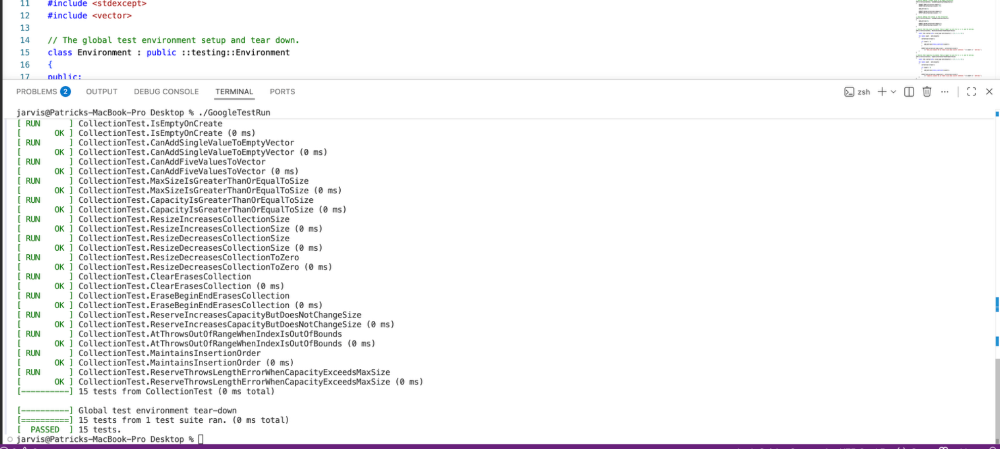 11 #include <stdexcept>
12 #include <vector>
13
14 // The global test environment setup and tear down.
15 class Environment : public ::testing::Environment
16 {
17 public:
PROBLEMS 2 OUTPUT DEBUG CONSOLE TERMINAL PORTS zsh
jarvis@Patricks-MacBook-Pro Desktop % ./GoogleTestRun
[ RUN      ] CollectionTest.IsEmptyOnCreate
[       OK ] CollectionTest.IsEmptyOnCreate (0 ms)
[ RUN      ] CollectionTest.CanAddSingleValueToEmptyVector
[       OK ] CollectionTest.CanAddSingleValueToEmptyVector (0 ms)
[ RUN      ] CollectionTest.CanAddFiveValuesToVector
[       OK ] CollectionTest.CanAddFiveValuesToVector (0 ms)
[ RUN      ] CollectionTest.MaxSizeIsGreaterThanOrEqualToSize
[       OK ] CollectionTest.MaxSizeIsGreaterThanOrEqualToSize (0 ms)
[ RUN      ] CollectionTest.CapacityIsGreaterThanOrEqualToSize
[       OK ] CollectionTest.CapacityIsGreaterThanOrEqualToSize (0 ms)
[ RUN      ] CollectionTest.ResizeIncreasesCollectionSize
[       OK ] CollectionTest.ResizeIncreasesCollectionSize (0 ms)
[ RUN      ] CollectionTest.ResizeDecreasesCollectionSize
[       OK ] CollectionTest.ResizeDecreasesCollectionSize (0 ms)
[ RUN      ] CollectionTest.ResizeDecreasesCollectionToZero
[       OK ] CollectionTest.ResizeDecreasesCollectionToZero (0 ms)
[ RUN      ] CollectionTest.ClearErasesCollection
[       OK ] CollectionTest.ClearErasesCollection (0 ms)
[ RUN      ] CollectionTest.EraseBeginEndErasesCollection
[       OK ] CollectionTest.EraseBeginEndErasesCollection (0 ms)
[ RUN      ] CollectionTest.ReserveIncreasesCapacityButDoesNotChangeSize
[       OK ] CollectionTest.ReserveIncreasesCapacityButDoesNotChangeSize (0 ms)
[ RUN      ] CollectionTest.AtThrowsOutOfRangeWhenIndexIsOutOfBounds
[       OK ] CollectionTest.AtThrowsOutOfRangeWhenIndexIsOutOfBounds (0 ms)
[ RUN      ] CollectionTest.MaintainsInsertionOrder
[       OK ] CollectionTest.MaintainsInsertionOrder (0 ms)
[ RUN      ] CollectionTest.ReserveThrowsLengthErrorWhenCapacityExceedsMaxSize
[       OK ] CollectionTest.ReserveThrowsLengthErrorWhenCapacityExceedsMaxSize (0 ms)
[----------] 15 tests from CollectionTest (0 ms total)
[----------] Global test environment tear-down
[==========] 15 tests from 1 test suite ran. (0 ms total)
[  PASSED  ] 15 tests.
jarvis@Patricks-MacBook-Pro Desktop %